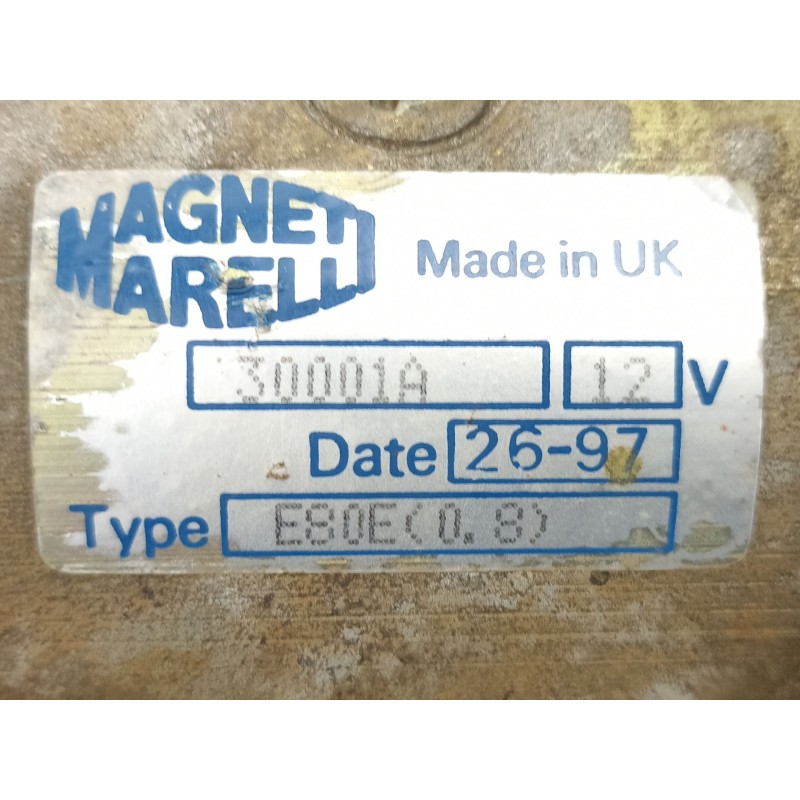 MAGNETI
MARELLI
Made in UK
30001A 12 V
Date 26-97
Type E80E(0.8)